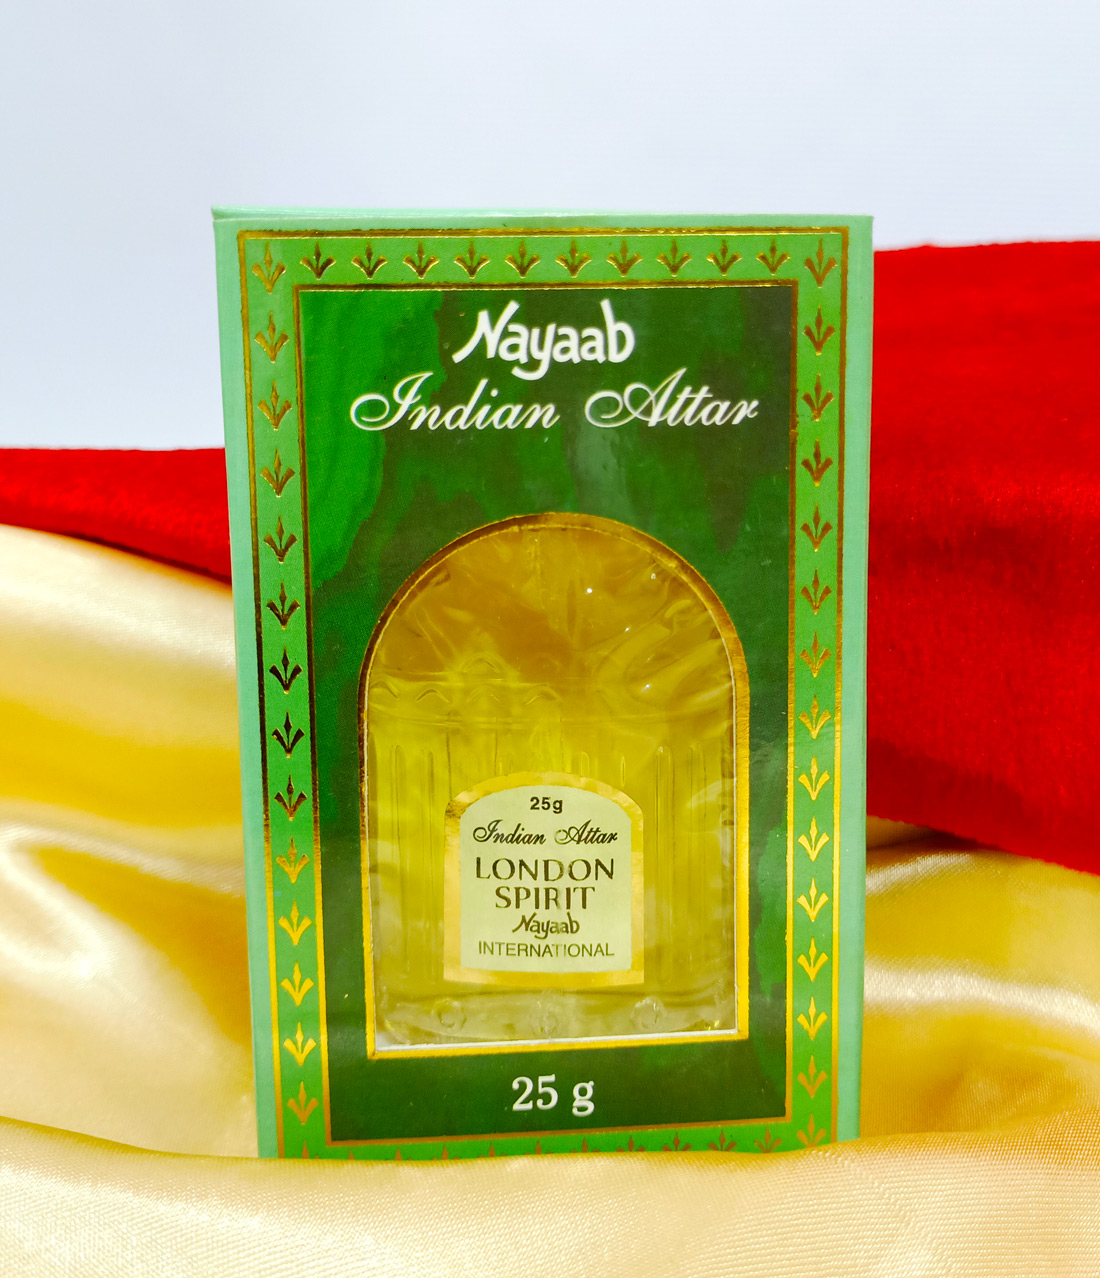 Nayaab
Indian Attar
25g
Indian Attar
LONDON
SPIRIT
Nayaab
INTERNATIONAL
25 g